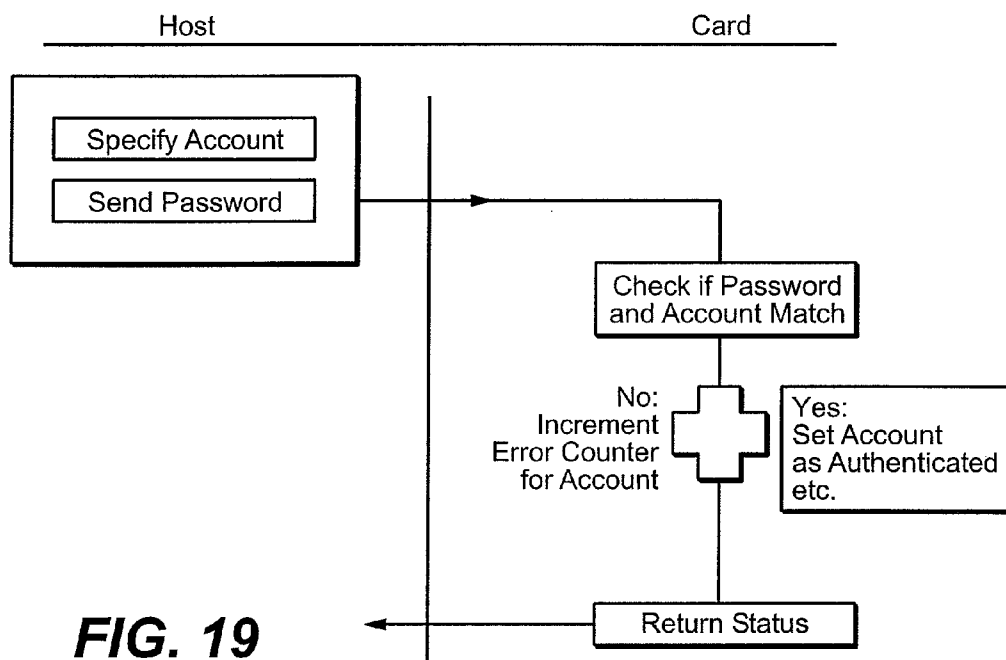 Host
Card
Specify Account
Send Password
Check if Password
and Account Match
No:
Increment
Error Counter
for Account
Yes:
Set Account
as Authenticated
etc.
Return Status
FIG. 19